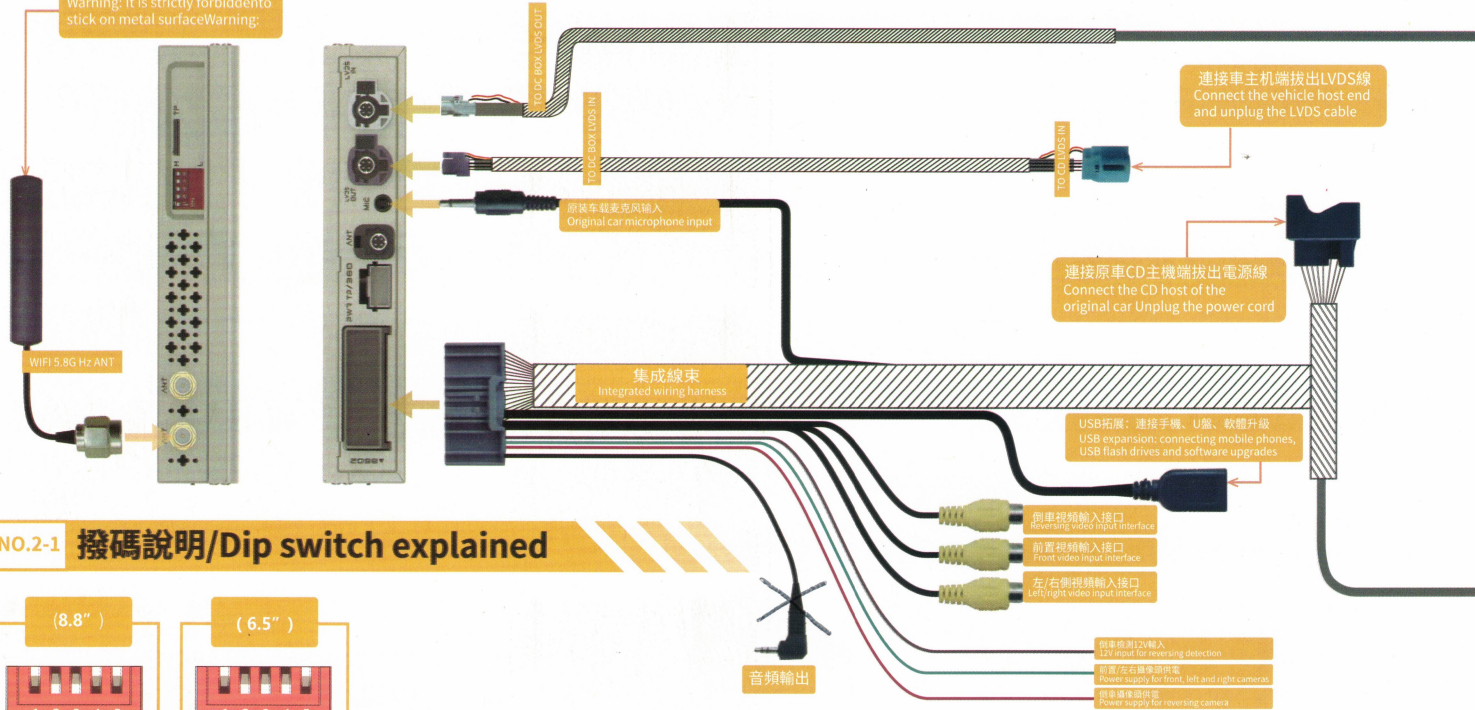 Warning: It is strictly forbiddento
stick on metal surfaceWarning:
TO DC BOX LVDS OUT
LVDS IN
TP
H
L
連接車主机端拔出LVDS線
Connect the vehicle host end
and unplug the LVDS cable
TO DC BOX LVDS IN
TO CD LVDS IN
LVDS OUT
MIC
原装车载麦克风输入
Original car microphone input
ANT
連接原車CD主機端拔出電源線
Connect the CD host of the
original car Unplug the power cord
WIFI 5.8G Hz ANT
ANT
ANT
集成線束
Integrated wiring harness
USB拓展：連接手機、U盤、軟體升級
USB expansion: connecting mobile phones,
USB flash drives and software upgrades
倒車視頻輸入接口
Reversing video input interface
前置視頻輸入接口
Front video input interface
左/右側視頻輸入接口
Left/right video input interface
NO.2-1
撥碼說明/Dip switch explained
(8.8")
(6.5")
音頻輸出
倒車檢測12V輸入
12V input for reversing detection
前置/左右攝像頭供電
Power supply for front, left and right cameras
倒車攝像頭供電
Power supply for reversing camera